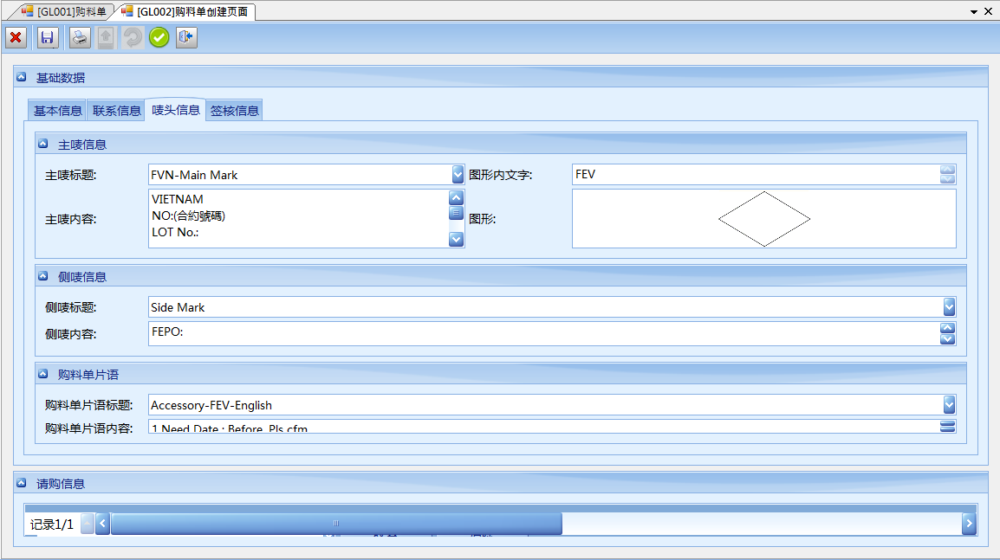 [GL001]购料单 [GL002]购料单创建页面
基础数据
基本信息 联系信息 唛头信息 签核信息
主唛信息
主唛标题: FVN-Main Mark 图形内文字: FEV
主唛内容: VIETNAM
NO:(合約號碼)
LOT No.:
图形:
侧唛信息
侧唛标题: Side Mark
侧唛内容: FEPO:
购料单片语
购料单片语标题: Accessory-FEV-English
购料单片语内容: 1.Need Date : Before, Pls cfm
请购信息
记录1/1